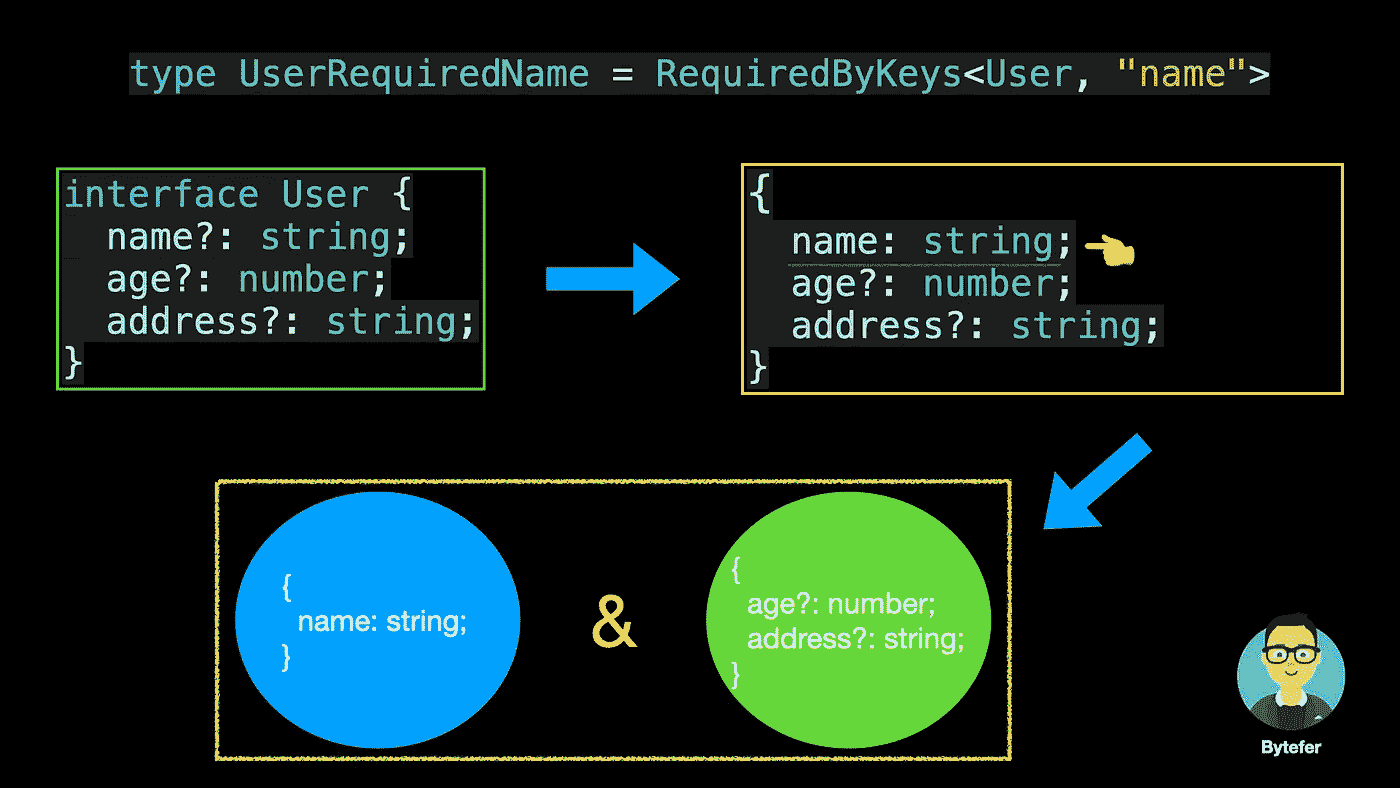 type UserRequiredName = RequiredByKeys<User, "name">
interface User {
  name?: string;
  age?: number;
  address?: string;
}
{
  name: string;
  age?: number;
  address?: string;
}
{
  name: string;
}
&
{
  age?: number;
  address?: string;
}
Bytefer